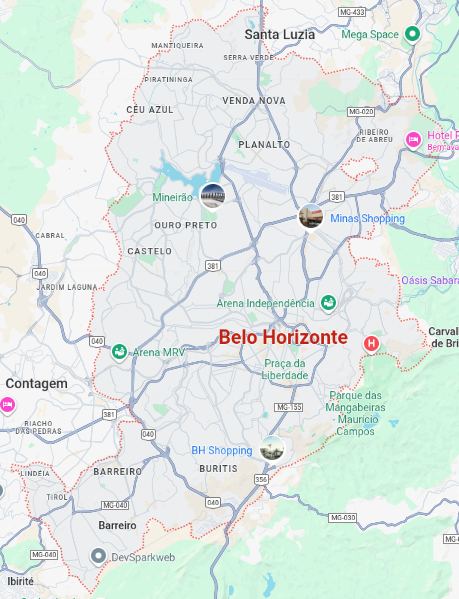 MG-433
Santa Luzia
Mega Space
MANTIQUEIRA
SERRA VERDE
PIRATININGA
VENDA NOVA
CÉU AZUL
MG-020
RIBEIRO
DE ABREU
Hotel
PLANALTO
381
Mineirão
Minas Shopping
040
OURO PRETO
CABRAL
CASTELO
381
040
Oásis Sabara
JARDIM LAGUNA
Arena Independência
Belo Horizonte
Carval
de Bri
H
Arena MRV
Praça da
Liberdade
Contagem
Parque das
Mangabeiras
Maurício
Campos
MG-155
381
RIACHO
DAS PEDRAS
040
BH Shopping
LINDÉIA
BARREIRO
BURITIS
356
TIROL
MG-040
040
MG-030
Barreiro
MG-040
DevSparkweb
Ibirité